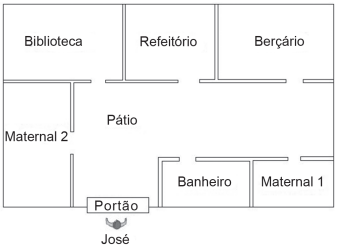 Biblioteca
Refeitório
Berçário
Pátio
Maternal 2
Banheiro
Maternal 1
Portão
José